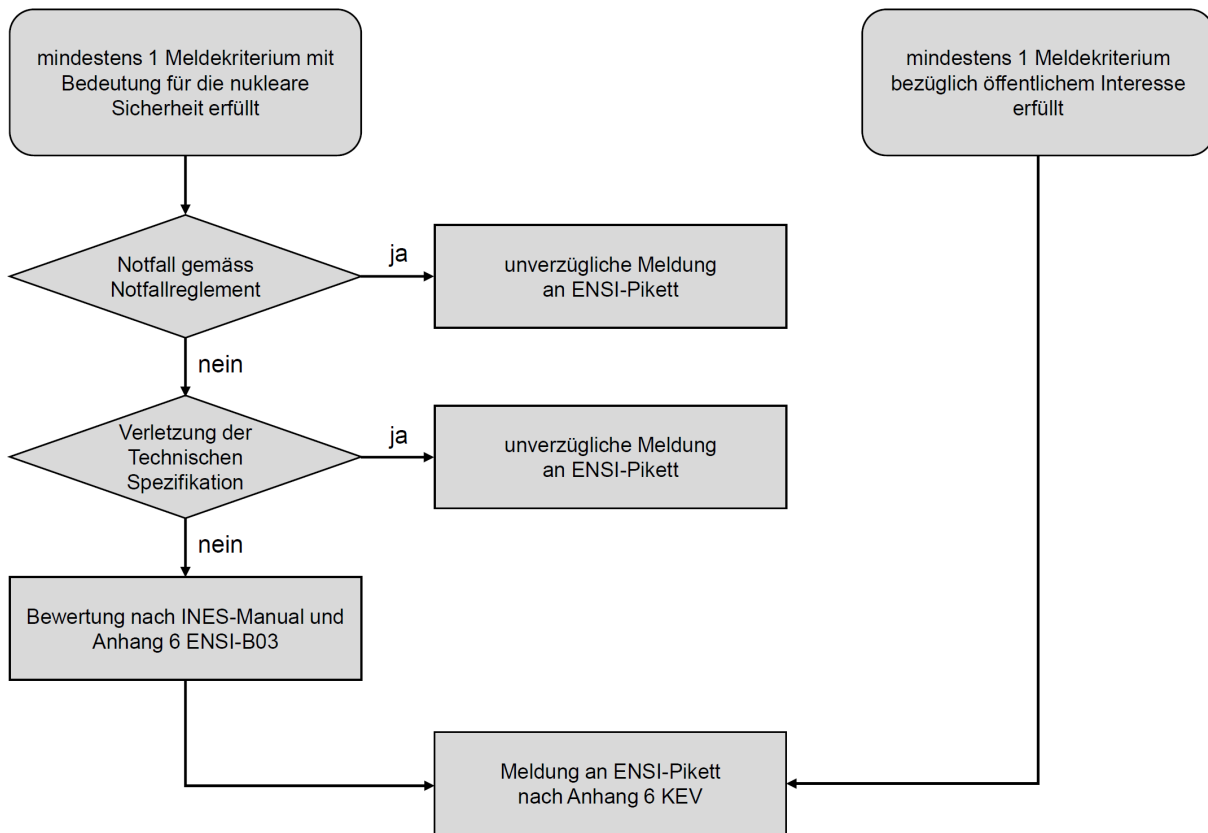 mindestens 1 Meldekriterium mit
Bedeutung für die nukleare
Sicherheit erfüllt
mindestens 1 Meldekriterium
bezüglich öffentlichem Interesse
erfüllt
Notfall gemäss
Notfallreglement
ja
unverzügliche Meldung
an ENSI-Pikett
nein
Verletzung der
Technischen
Spezifikation
ja
unverzügliche Meldung
an ENSI-Pikett
nein
Bewertung nach INES-Manual und
Anhang 6 ENSI-B03
Meldung an ENSI-Pikett
nach Anhang 6 KEV